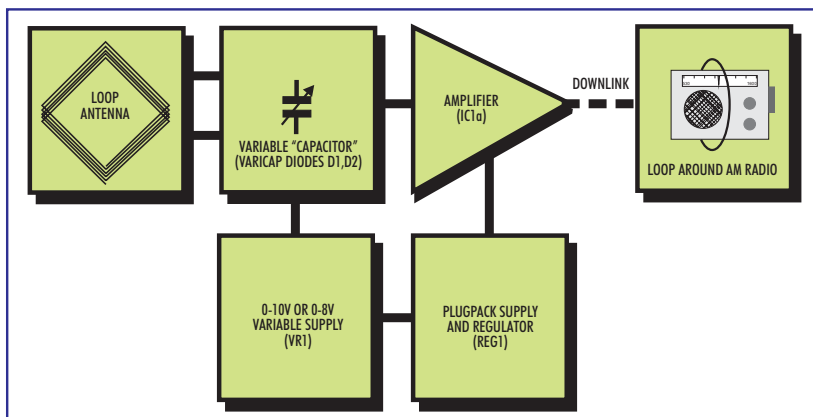 LOOP
ANTENNA
VARIABLE “CAPACITOR”
(VARICAP DIODES D1,D2)
AMPLIFIER
(IC1a)
DOWNLINK
LOOP AROUND AM RADIO
0-10V OR 0-8V
VARIABLE SUPPLY
(VR1)
PLUGPACK SUPPLY
AND REGULATOR
(REG1)